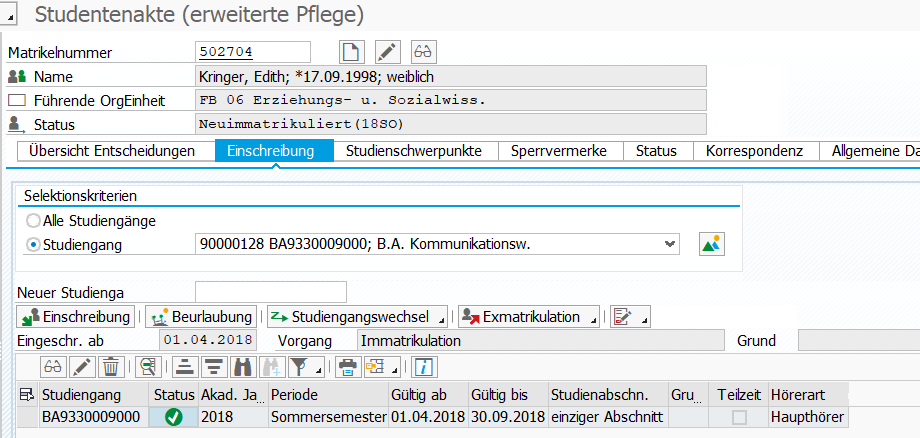 Studentenakte (erweiterte Pflege)
Matrikelnummer 502704
Name Kringer, Edith; *17.09.1998; weiblich
Führende OrgEinheit FB 06 Erziehungs- u. Sozialwiss.
Status Neuimmatrikuliert(18SO)
Übersicht Entscheidungen Einschreibung Studienschwerpunkte Sperrvermerke Status Korrespondenz Allgemeine Da
Selektionskriterien
Alle Studiengänge
Studiengang 90000128 BA9330009000; B.A. Kommunikationsw.
Neuer Studienga
Einschreibung Beurlaubung Studiengangswechsel Exmatrikulation
Eingeschr. ab 01.04.2018 Vorgang Immatrikulation Grund
Studiengang Status Akad. Ja... Periode Gültig ab Gültig bis Studienabschn. Gru... Teilzeit Hörerart
BA9330009000 2018 Sommersemester 01.04.2018 30.09.2018 einziger Abschnitt Haupthörer